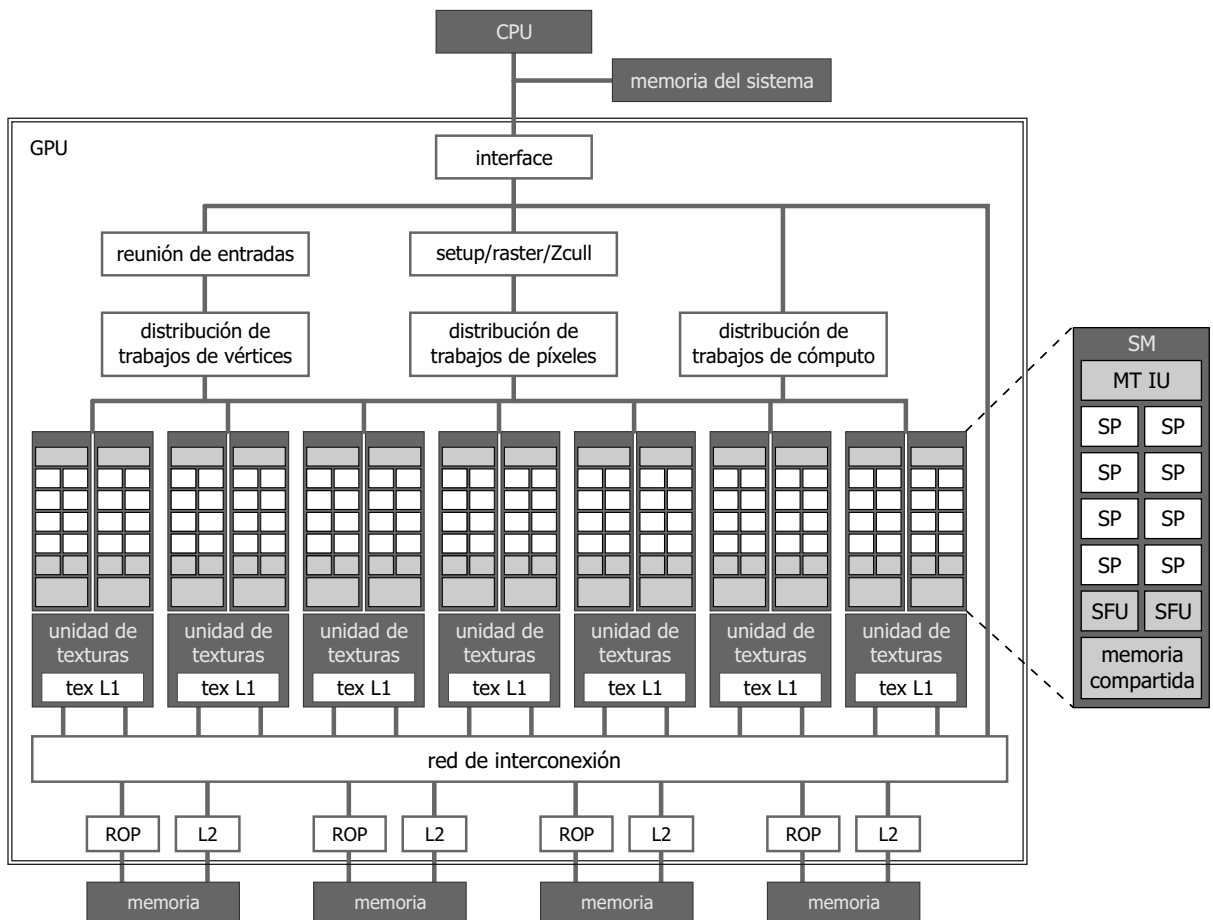 CPU
memoria del sistema
GPU
interface
reunión de entradas
setup/raster/Zcull
distribución de
trabajos de vértices
distribución de
trabajos de píxeles
distribución de
trabajos de cómputo
SM
MT IU
SP SP
SP SP
SP SP
SP SP
SFU SFU
memoria
compartida
unidad de
texturas
tex L1
unidad de
texturas
tex L1
unidad de
texturas
tex L1
unidad de
texturas
tex L1
unidad de
texturas
tex L1
unidad de
texturas
tex L1
unidad de
texturas
tex L1
red de interconexión
ROP L2 ROP L2 ROP L2 ROP L2
memoria memoria memoria memoria